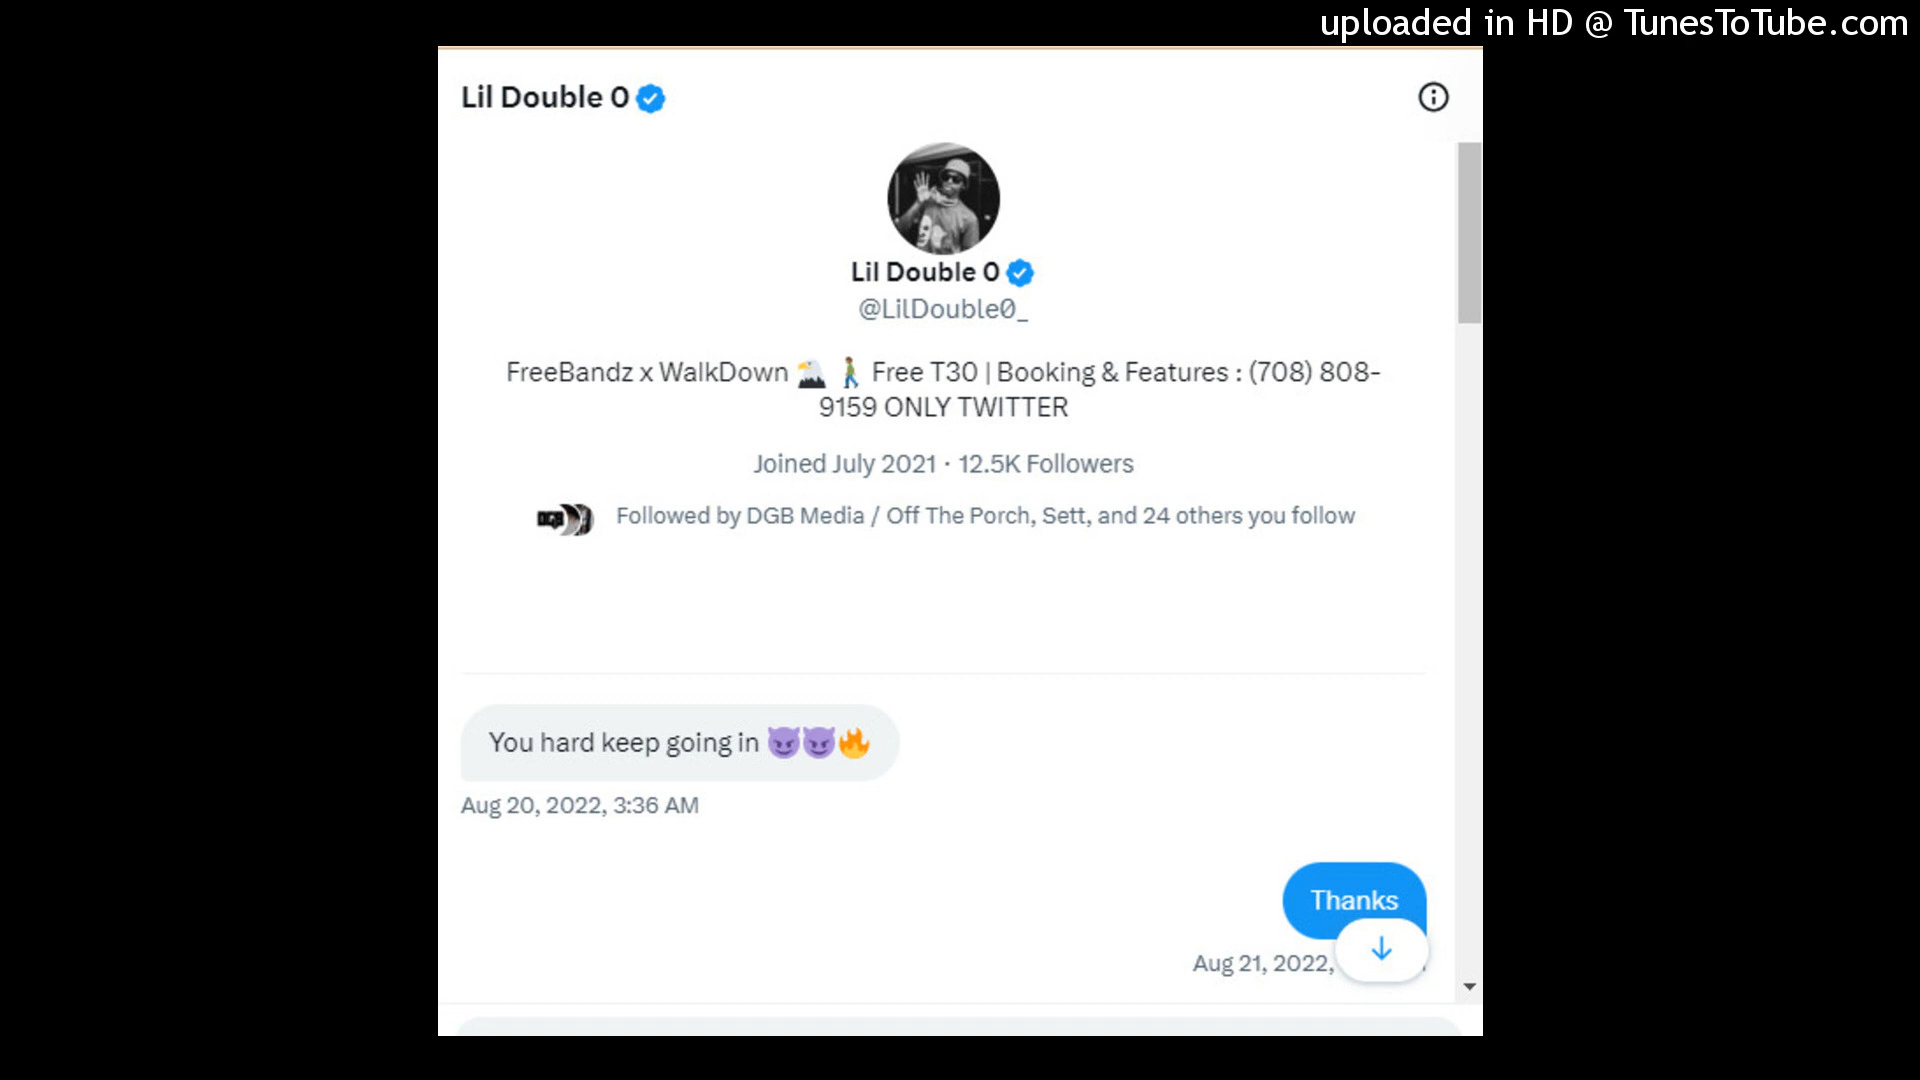 uploaded in HD @ TunesToTube.com
Lil Double 0
Lil Double 0
@LilDouble0_
FreeBandz x WalkDown 🦅 🚶🏽‍♂️ Free T30 | Booking & Features : (708) 808-
9159 ONLY TWITTER
Joined July 2021 · 12.5K Followers
DGB
Followed by DGB Media / Off The Porch, Sett, and 24 others you follow
You hard keep going in 😈😈🔥
Aug 20, 2022, 3:36 AM
Thanks
Aug 21, 2022,